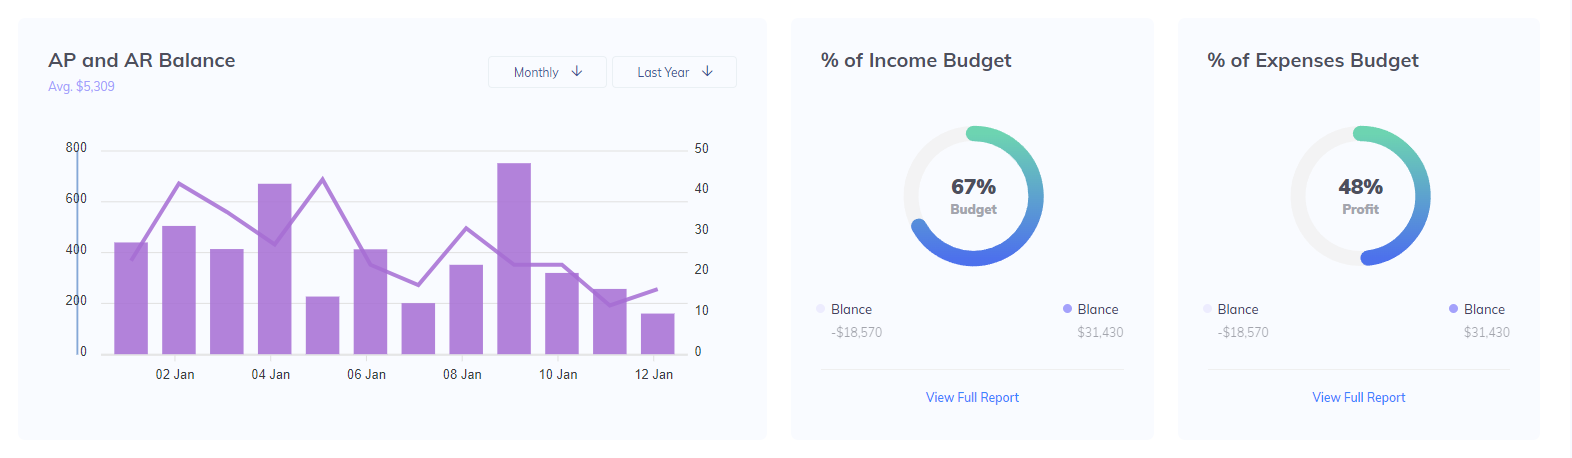 AP and AR Balance
Avg. $5,309
Monthly
Last Year
800
600
400
200
0
50
40
30
20
10
0
02 Jan
04 Jan
06 Jan
08 Jan
10 Jan
12 Jan
% of Income Budget
67%
Budget
Blance
-$18,570
Blance
$31,430
View Full Report
% of Expenses Budget
48%
Profit
Blance
-$18,570
Blance
$31,430
View Full Report